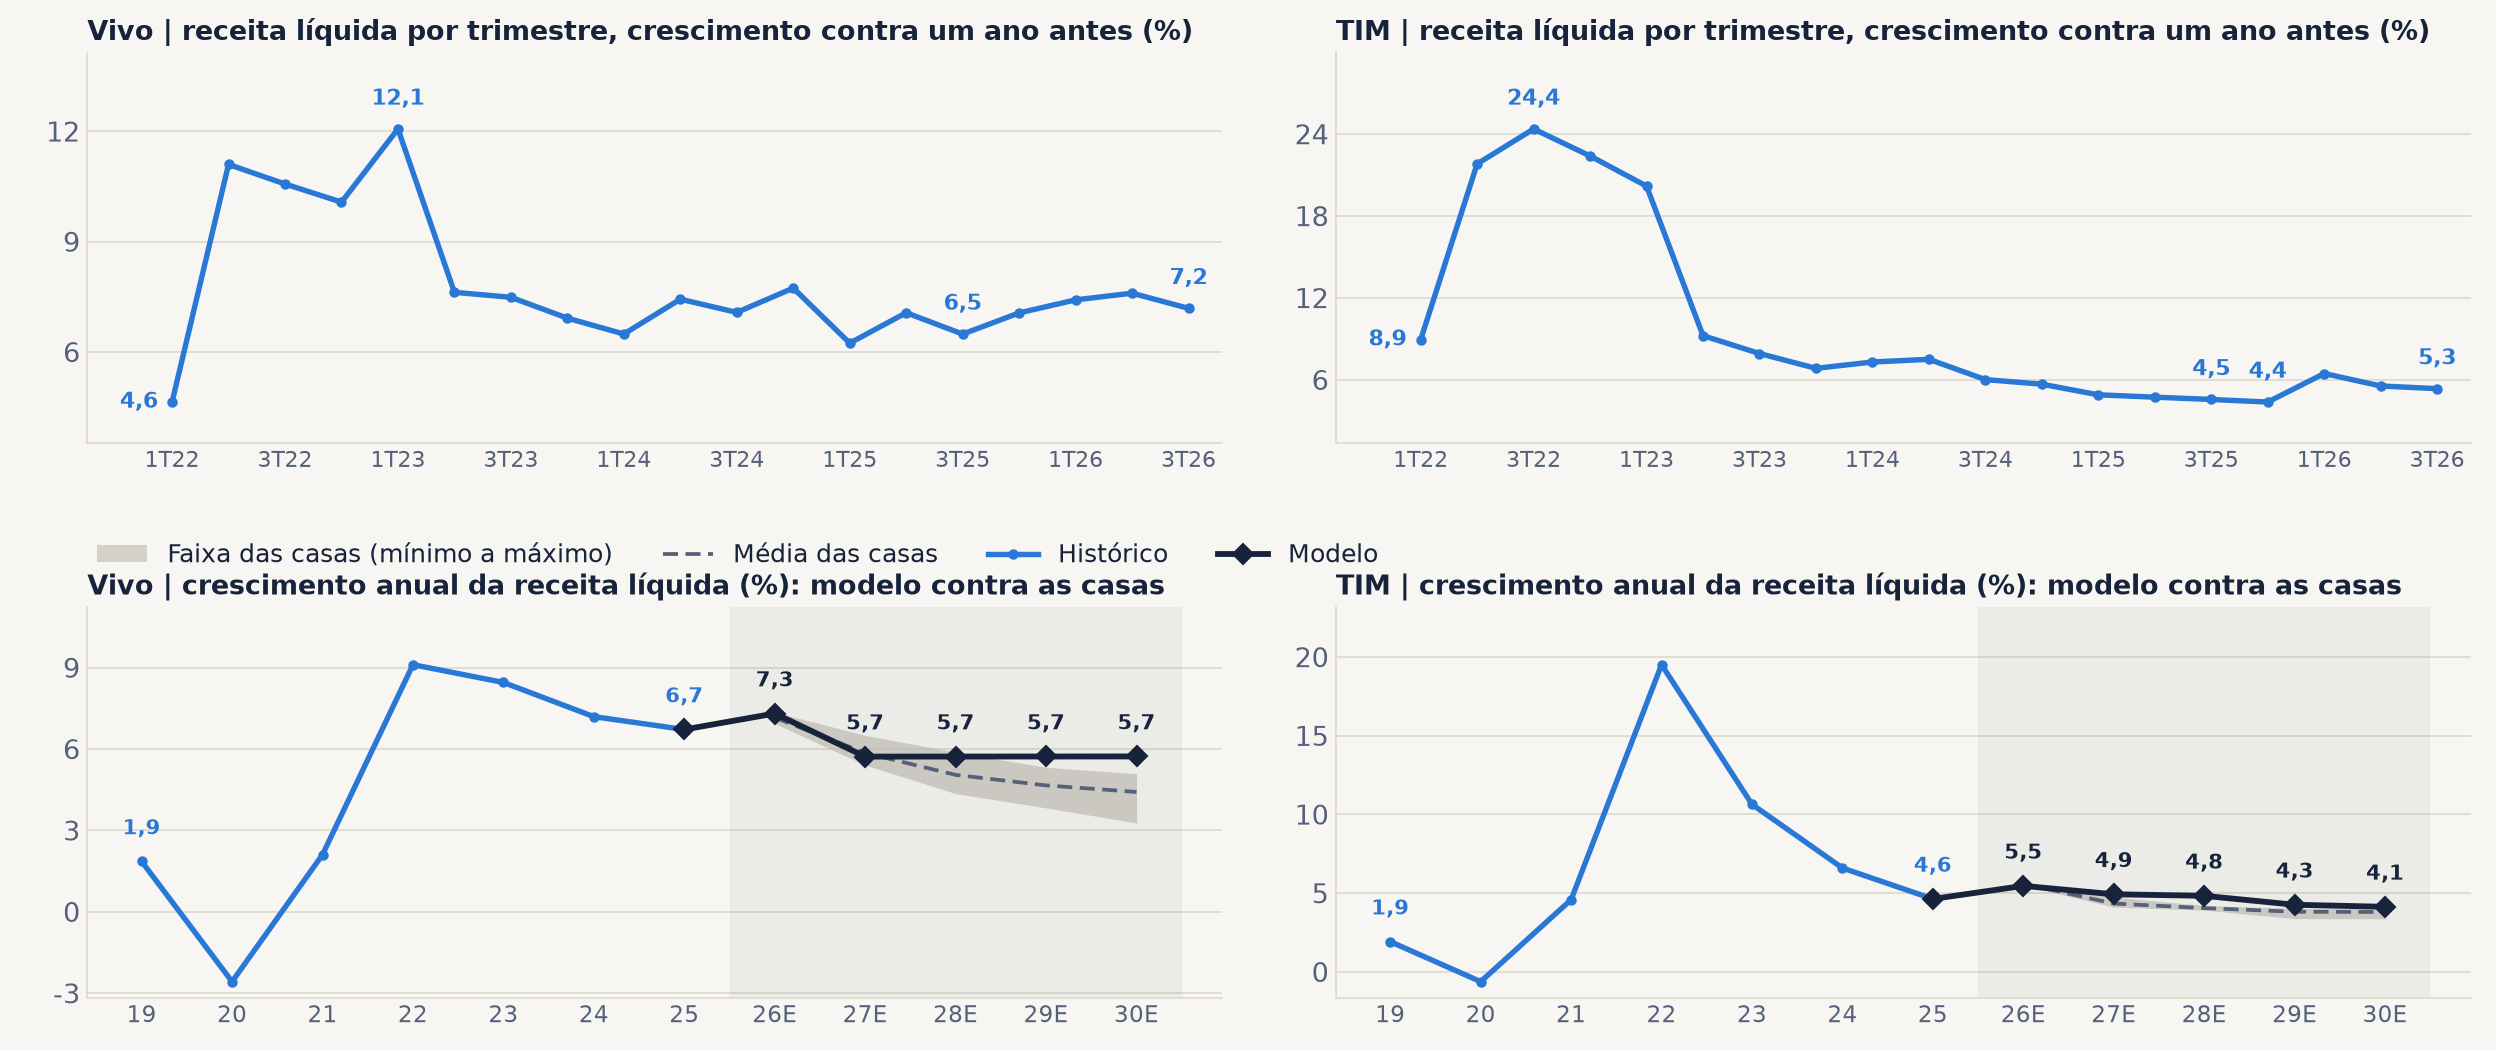 Vivo | receita líquida por trimestre, crescimento contra um ano antes (%)
12,1
12
9
7,2
6,5
6
4,6
1T22 3T22 1T23 3T23 1T24 3T24 1T25 3T25 1T26 3T26
TIM | receita líquida por trimestre, crescimento contra um ano antes (%)
24,4
24
18
12
8,9
4,5 4,4 5,3
6
1T22 3T22 1T23 3T23 1T24 3T24 1T25 3T25 1T26 3T26
Faixa das casas (mínimo a máximo) Média das casas Histórico Modelo
Vivo | crescimento anual da receita líquida (%): modelo contra as casas
9
6,7 7,3
5,7 5,7 5,7 5,7
6
1,9
3
0
-3
19 20 21 22 23 24 25 26E 27E 28E 29E 30E
TIM | crescimento anual da receita líquida (%): modelo contra as casas
20
15
10
4,6 5,5 4,9 4,8 4,3 4,1
5
1,9
0
19 20 21 22 23 24 25 26E 27E 28E 29E 30E